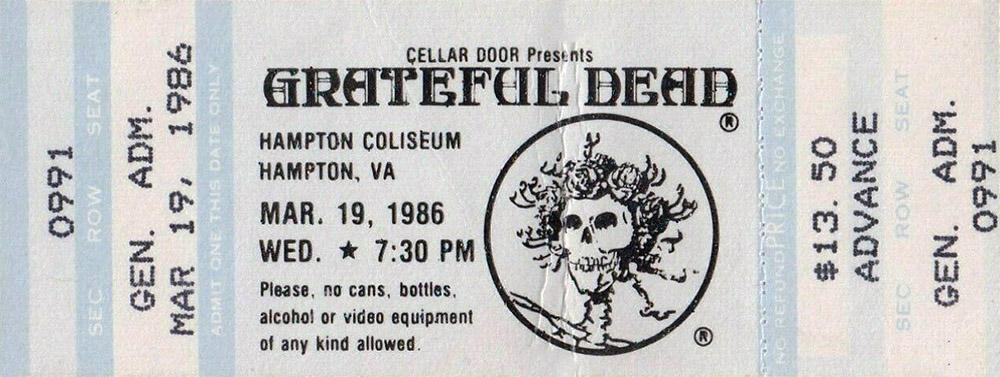 0991
SEC ROW SEAT
GEN. ADM.
MAR 19, 1986
ADMIT ONE THIS DATE ONLY
CELLAR DOOR Presents
GRATEFUL DEAD
®
HAMPTON COLISEUM
HAMPTON, VA
MAR. 19, 1986
WED. ★ 7:30 PM
Please, no cans, bottles,
alcohol or video equipment
of any kind allowed.
®
NO REFUND PRICE NO EXCHANGE
$13.50
ADVANCE
SEC ROW SEAT
GEN. ADM.
0991